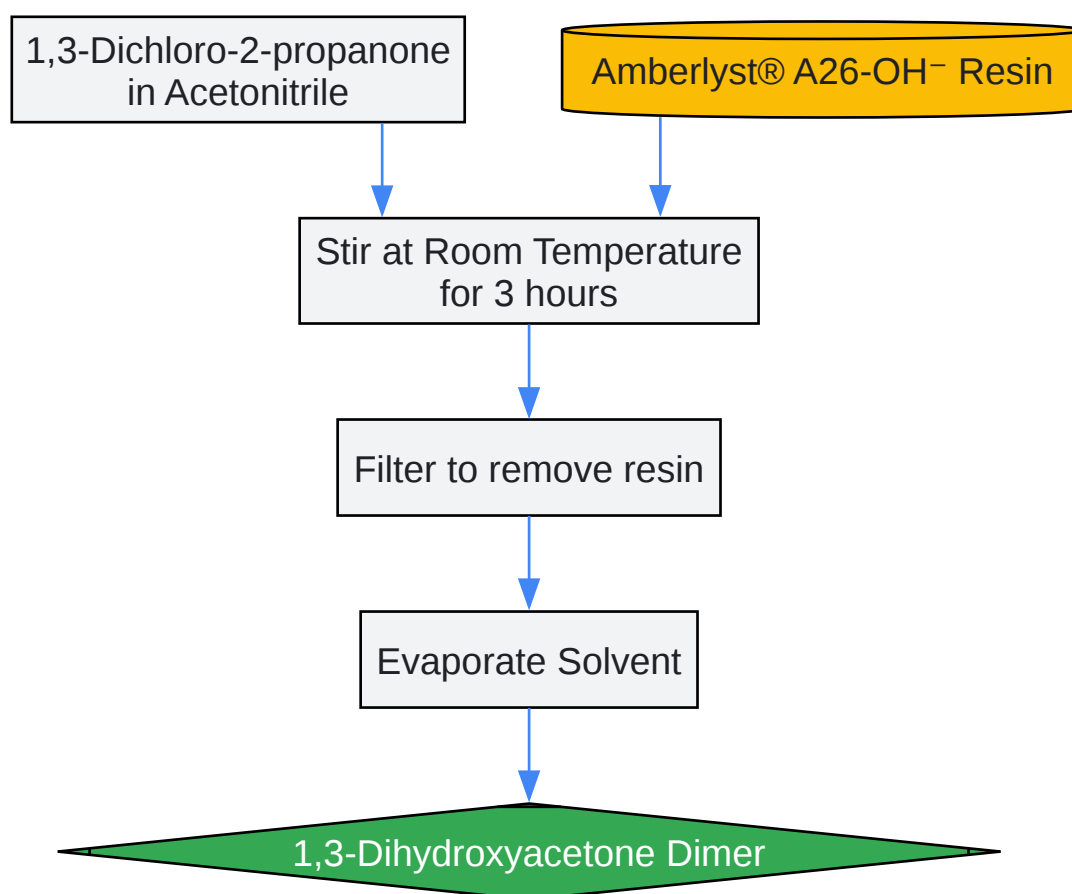 1,3-Dichloro-2-propanone
in Acetonitrile
Amberlyst® A26-OH⁻ Resin
Stir at Room Temperature
for 3 hours
Filter to remove resin
Evaporate Solvent
1,3-Dihydroxyacetone Dimer